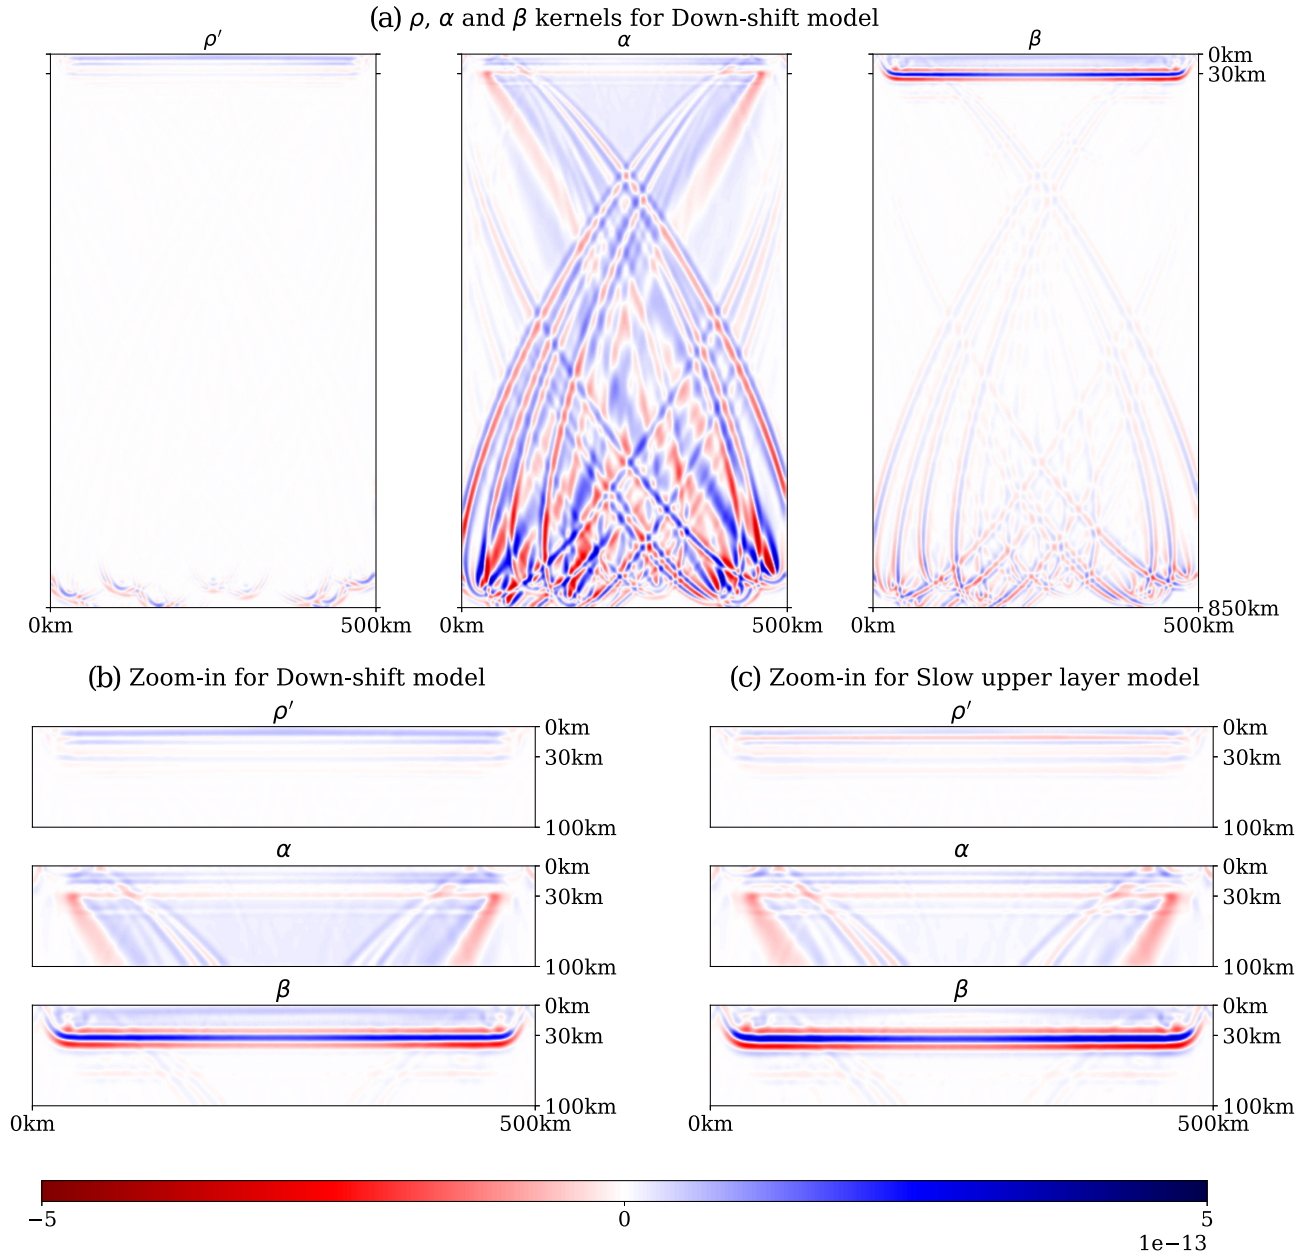 (a) ρ, α and β kernels for Down-shift model
ρ′ α β
0km
30km
850km
0km 500km 0km 500km 0km 500km
(b) Zoom-in for Down-shift model
(c) Zoom-in for Slow upper layer model
ρ′ ρ′
0km 0km
30km 30km
100km 100km
α α
0km 0km
30km 30km
100km 100km
β β
0km 0km
30km 30km
100km 100km
0km 500km 0km 500km
−5 0 5
1e−13